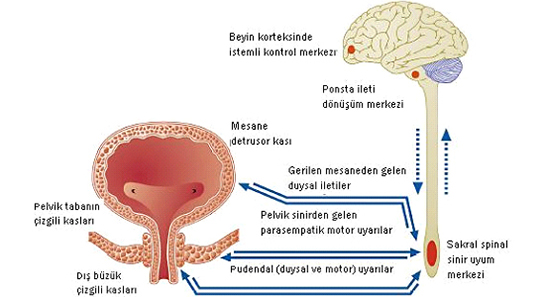 Beyin korteksinde
istemli kontrol merkezi
Ponsta ileti
dönüşüm merkezi
Mesane
detrusor kası
Gerilen mesaneden gelen
duysal iletiler
Pelvik tabanın
çizgili kasları
Pelvik sinirden gelen
parasempatik motor uyarılar
Sakral spinal
sinir uyum
merkezi
Pudendal (duysal ve motor) uyarılar
Dış büzük
çizgili kasları